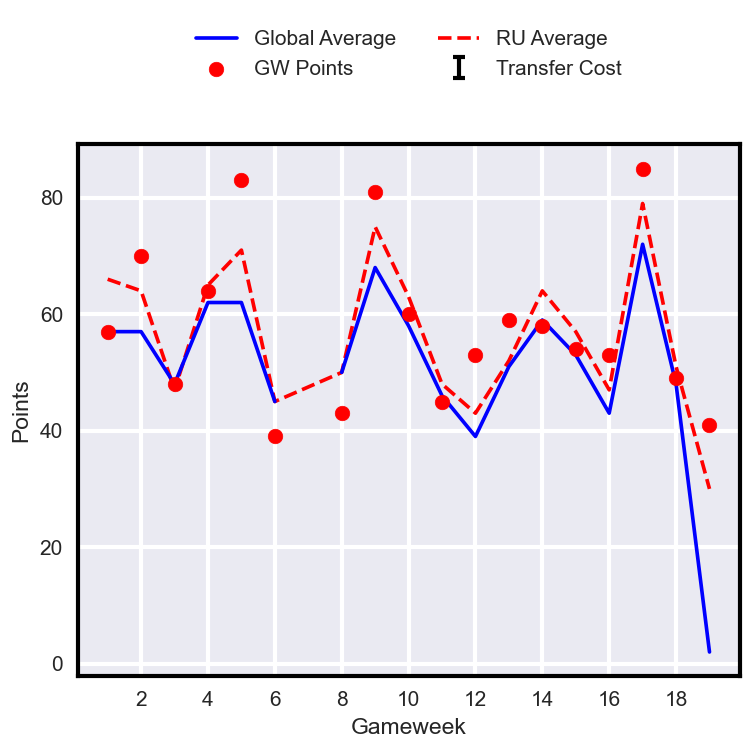 Global Average
RU Average
GW Points
Transfer Cost
80
60
40
20
0
Points
2 4 6 8 10 12 14 16 18
Gameweek